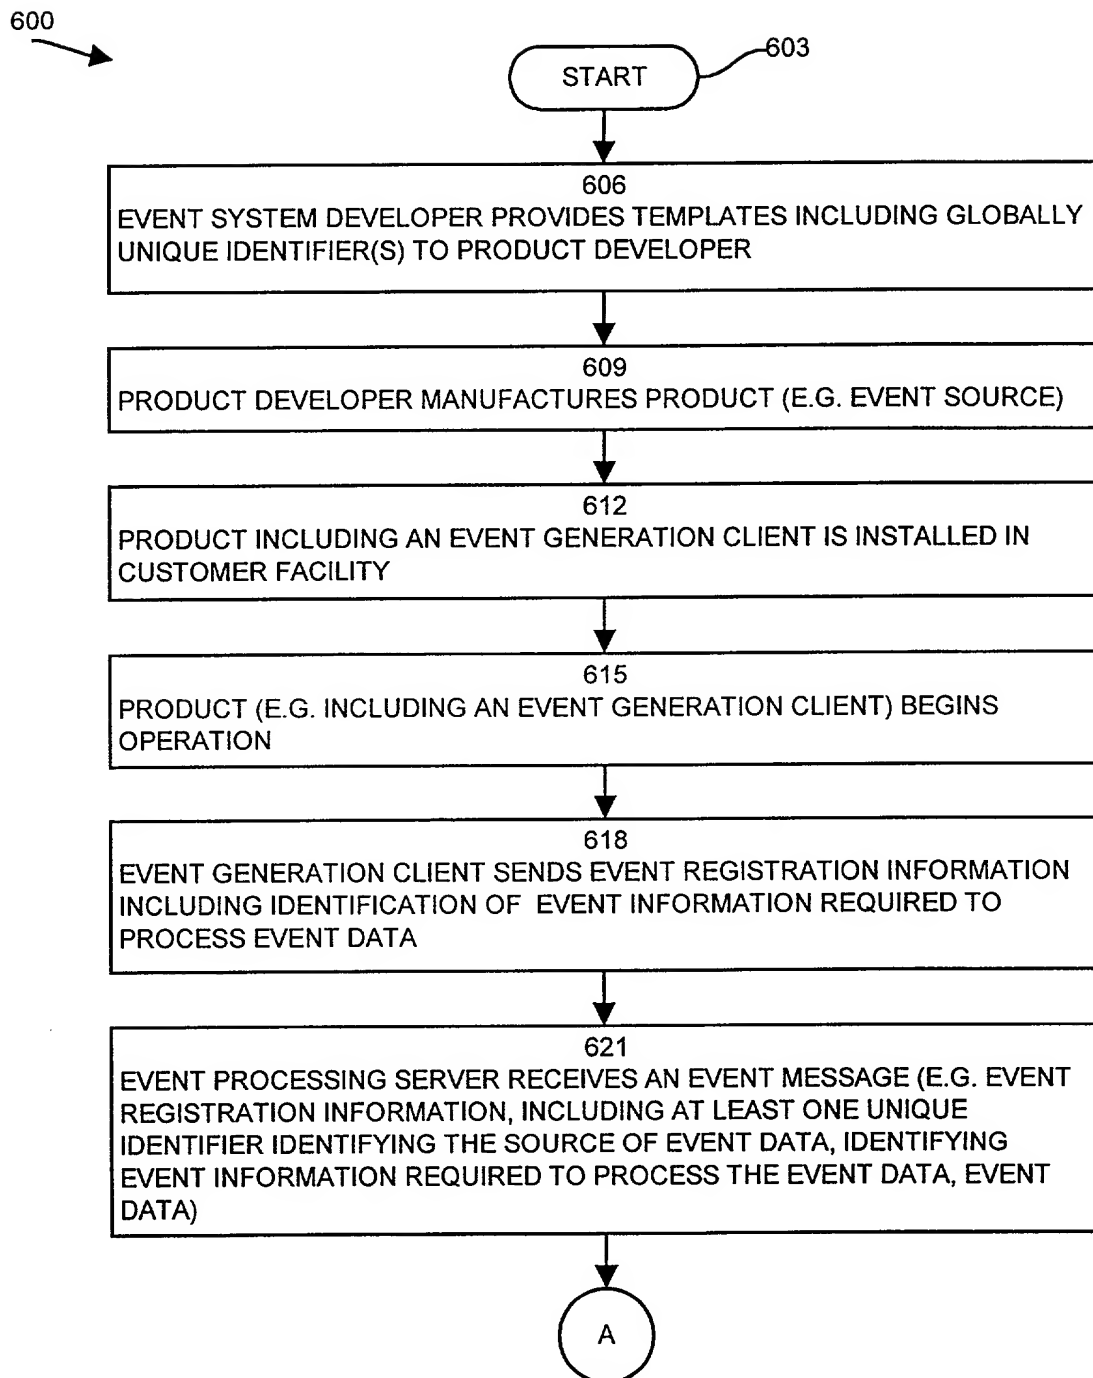 600
START
603
606
EVENT SYSTEM DEVELOPER PROVIDES TEMPLATES INCLUDING GLOBALLY
UNIQUE IDENTIFIER(S) TO PRODUCT DEVELOPER
609
PRODUCT DEVELOPER MANUFACTURES PRODUCT (E.G. EVENT SOURCE)
612
PRODUCT INCLUDING AN EVENT GENERATION CLIENT IS INSTALLED IN
CUSTOMER FACILITY
615
PRODUCT (E.G. INCLUDING AN EVENT GENERATION CLIENT) BEGINS
OPERATION
618
EVENT GENERATION CLIENT SENDS EVENT REGISTRATION INFORMATION
INCLUDING IDENTIFICATION OF EVENT INFORMATION REQUIRED TO
PROCESS EVENT DATA
621
EVENT PROCESSING SERVER RECEIVES AN EVENT MESSAGE (E.G. EVENT
REGISTRATION INFORMATION, INCLUDING AT LEAST ONE UNIQUE
IDENTIFIER IDENTIFYING THE SOURCE OF EVENT DATA, IDENTIFYING
EVENT INFORMATION REQUIRED TO PROCESS THE EVENT DATA, EVENT
DATA)
A